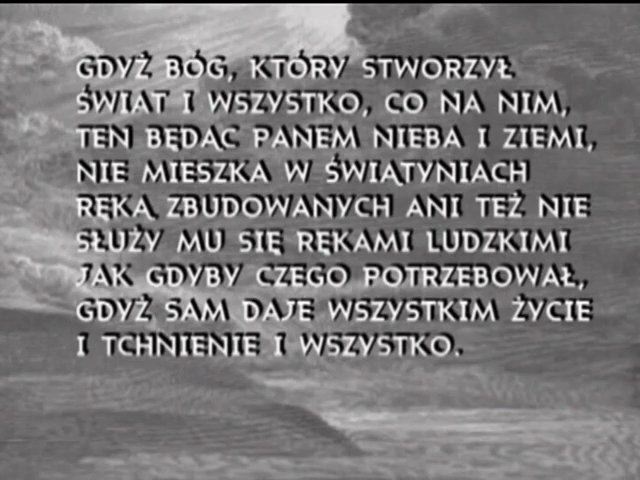 GDYŻ BÓG, KTÓRY STWORZYŁ
ŚWIAT I WSZYSTKO, CO NA NIM,
TEN BĘDĄC PANEM NIEBA I ZIEMI,
NIE MIESZKA W ŚWIĄTYNIACH
RĘKĄ ZBUDOWANYCH ANI TEŻ NIE
SŁUŻY MU SIĘ RĘKAMI LUDZKIMI
JAK GDYBY CZEGO POTRZEBOWAŁ,
GDYŻ SAM DAJE WSZYSTKIM ŻYCIE
I TCHNIENIE I WSZYSTKO.